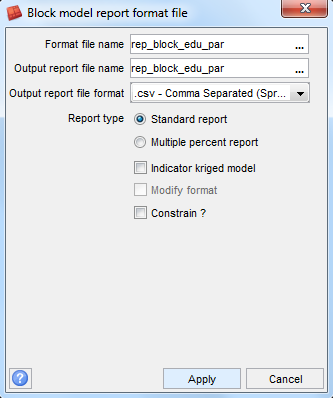 Block model report format file
Format file name rep_block_edu_par ...
Output report file name rep_block_edu_par ...
Output report file format .csv - Comma Separated (Spr...
Report type Standard report
Multiple percent report
Indicator kriged model
Modify format
Constrain ?
? Apply Cancel